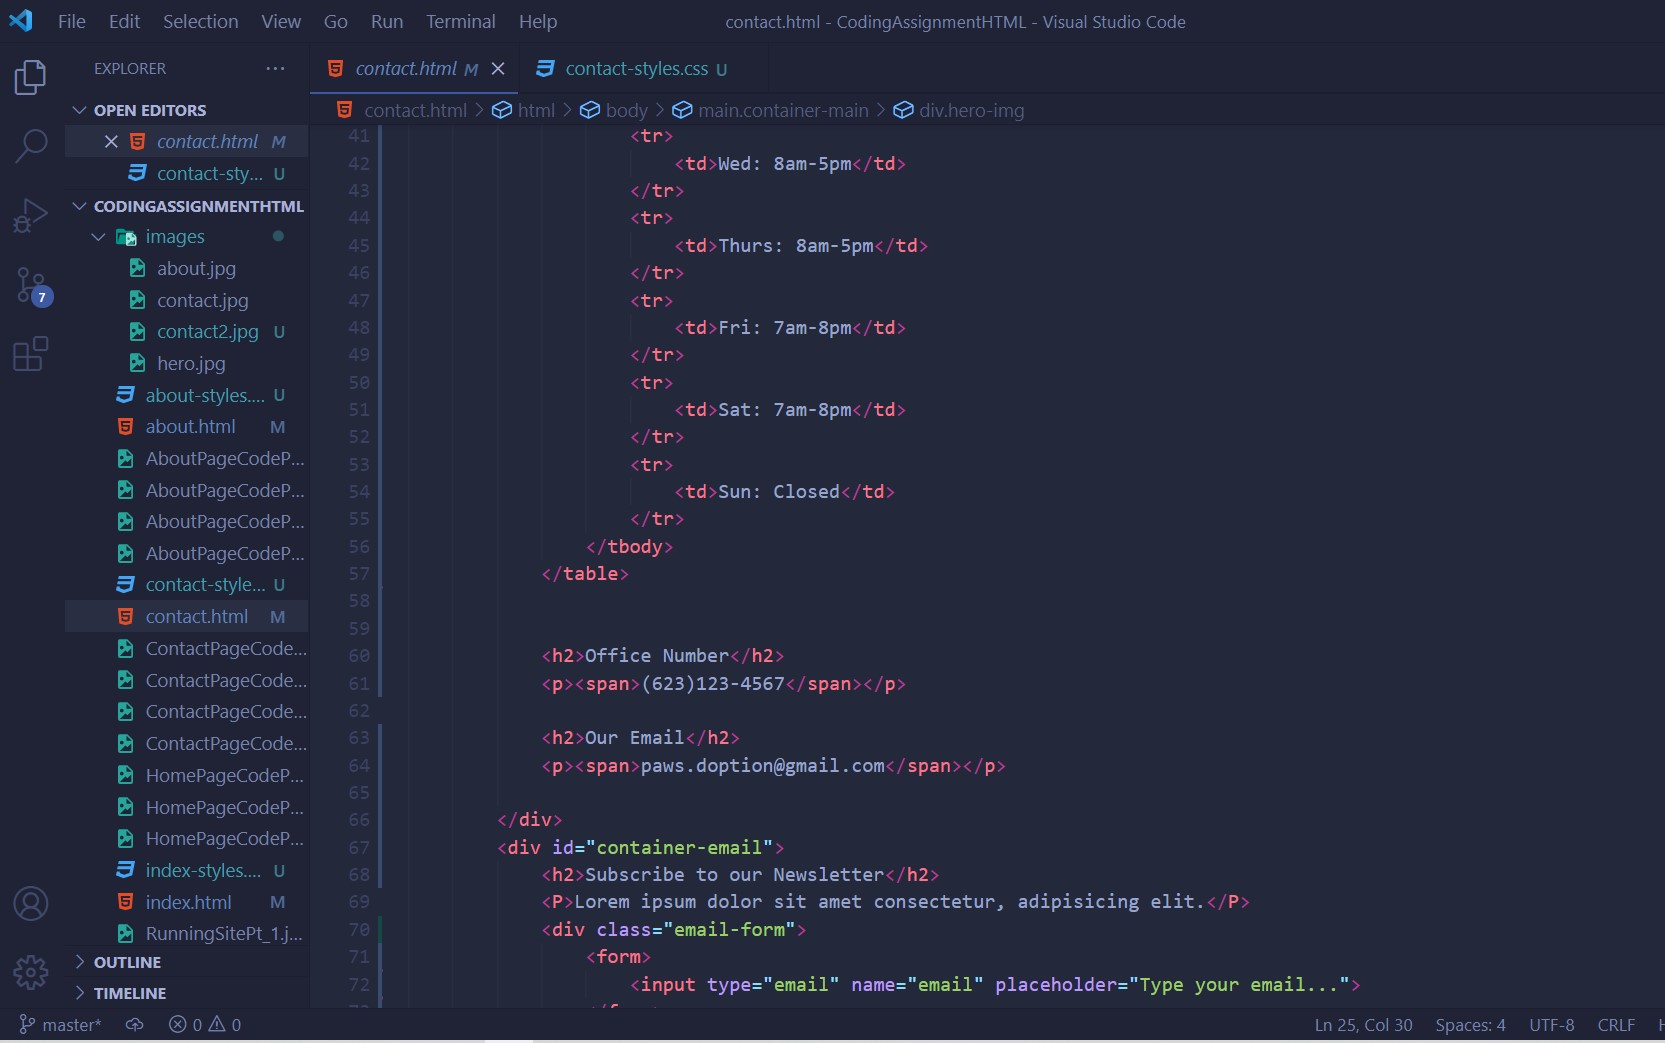 File Edit Selection View Go Run Terminal Help
contact.html - CodingAssignmentHTML - Visual Studio Code
EXPLORER ...
OPEN EDITORS
contact.html M
contact-sty... U
CODINGASSIGNMENTHTML
images
about.jpg
contact.jpg
contact2.jpg U
hero.jpg
about-styles.... U
about.html M
AboutPageCodeP...
AboutPageCodeP...
AboutPageCodeP...
AboutPageCodeP...
contact-style... U
contact.html M
ContactPageCode...
ContactPageCode...
ContactPageCode...
ContactPageCode...
HomePageCodeP...
HomePageCodeP...
HomePageCodeP...
index-styles.... U
index.html M
RunningSitePt_1.j...
OUTLINE
TIMELINE
7
contact.html M
contact-styles.css U
contact.html > html > body > main.container-main > div.hero-img
41 <tr>
42 <td>Wed: 8am-5pm</td>
43 </tr>
44 <tr>
45 <td>Thurs: 8am-5pm</td>
46 </tr>
47 <tr>
48 <td>Fri: 7am-8pm</td>
49 </tr>
50 <tr>
51 <td>Sat: 7am-8pm</td>
52 </tr>
53 <tr>
54 <td>Sun: Closed</td>
55 </tr>
56 </tbody>
57 </table>
58
59
60 <h2>Office Number</h2>
61 <p><span>(623)123-4567</span></p>
62
63 <h2>Our Email</h2>
64 <p><span>paws.doption@gmail.com</span></p>
65
66 </div>
67 <div id="container-email">
68 <h2>Subscribe to our Newsletter</h2>
69 <P>Lorem ipsum dolor sit amet consectetur, adipisicing elit.</P>
70 <div class="email-form">
71 <form>
72 <input type="email" name="email" placeholder="Type your email...">
master* 0 0
Ln 25, Col 30 Spaces: 4 UTF-8 CRLF